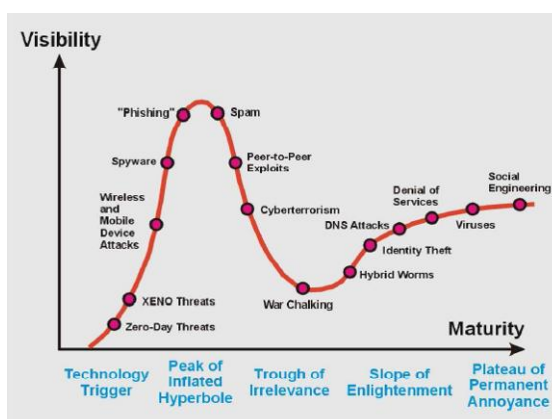 Visibility
"Phishing"
Spam
Spyware
Peer-to-Peer
Exploits
Wireless
and
Mobile
Device
Attacks
Cyberterrorism
XENO Threats
Zero-Day Threats
War Chalking
Hybrid Worms
Identity Theft
DNS Attacks
Denial of
Services
Viruses
Social
Engineering
Maturity
Technology
Trigger
Peak of
Inflated
Hyperbole
Trough of
Irrelevance
Slope of
Enlightenment
Plateau of
Permanent
Annoyance